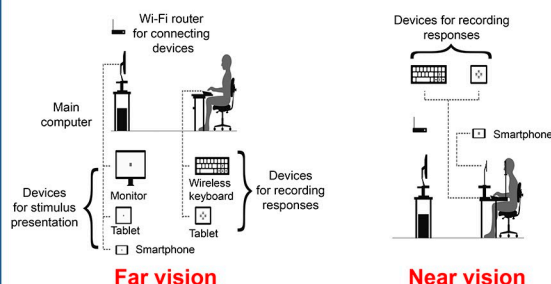 Wi-Fi router
for connecting
devices
Main
computer
Devices
for stimulus
presentation
Monitor
Tablet
Smartphone
Wireless
keyboard
Tablet
Devices
for recording
responses
Far vision
Devices for recording
responses
Smartphone
Near vision